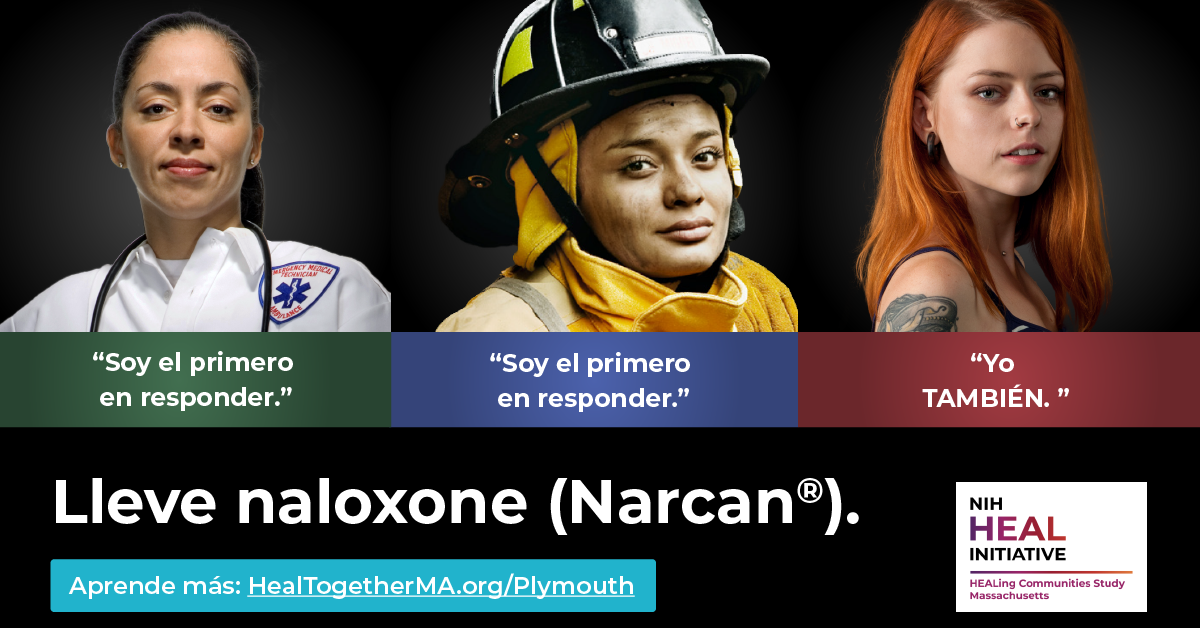 EMERGENCY MEDICAL
TECHNICIAN
AMBULANCE
“Soy el primero
en responder.”
“Soy el primero
en responder.”
“Yo
TAMBIÉN. ”
Lleve naloxone (Narcan®).
Aprende más: HealTogetherMA.org/Plymouth
NIH
HEAL
INITIATIVE
HEALing Communities Study
Massachusetts